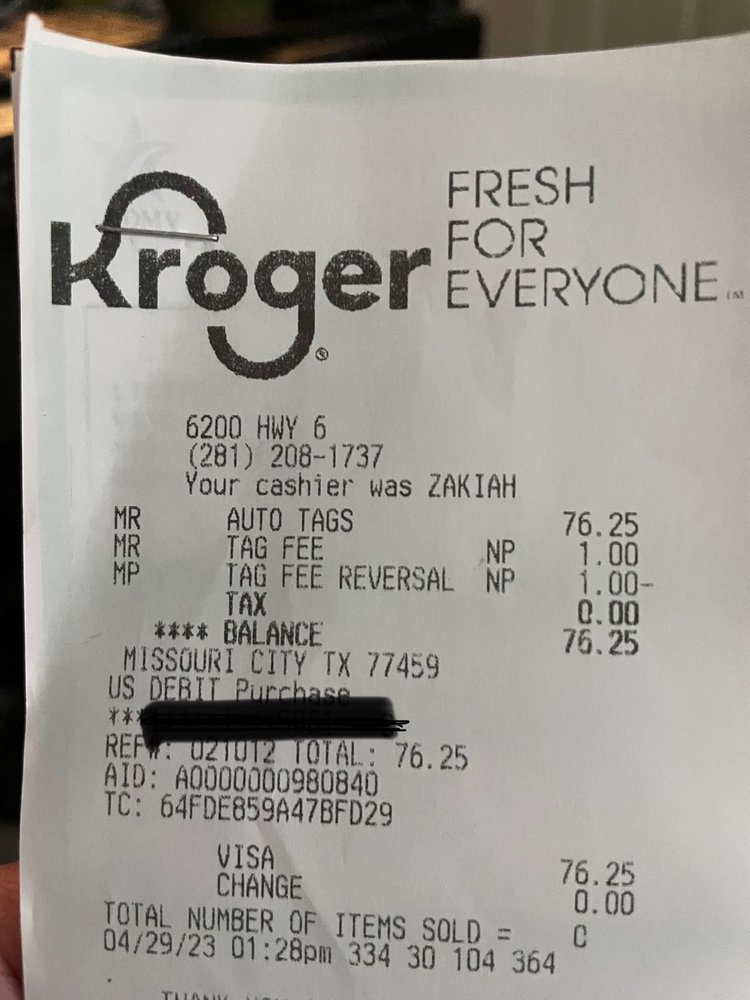 Kroger®
FRESH
FOR
EVERYONE™
6200 HWY 6
(281) 208-1737
Your cashier was ZAKIAH
MR AUTO TAGS 76.25
MR TAG FEE NP 1.00
MP TAG FEE REVERSAL NP 1.00-
TAX 0.00
**** BALANCE 76.25
MISSOURI CITY TX 77459
US DEBIT Purchase
***
REF#: 021012 TOTAL: 76.25
AID: A0000000980840
TC: 64FDE859A47BFD29
VISA 76.25
CHANGE 0.00
TOTAL NUMBER OF ITEMS SOLD = 0
04/29/23 01:28pm 334 30 104 364